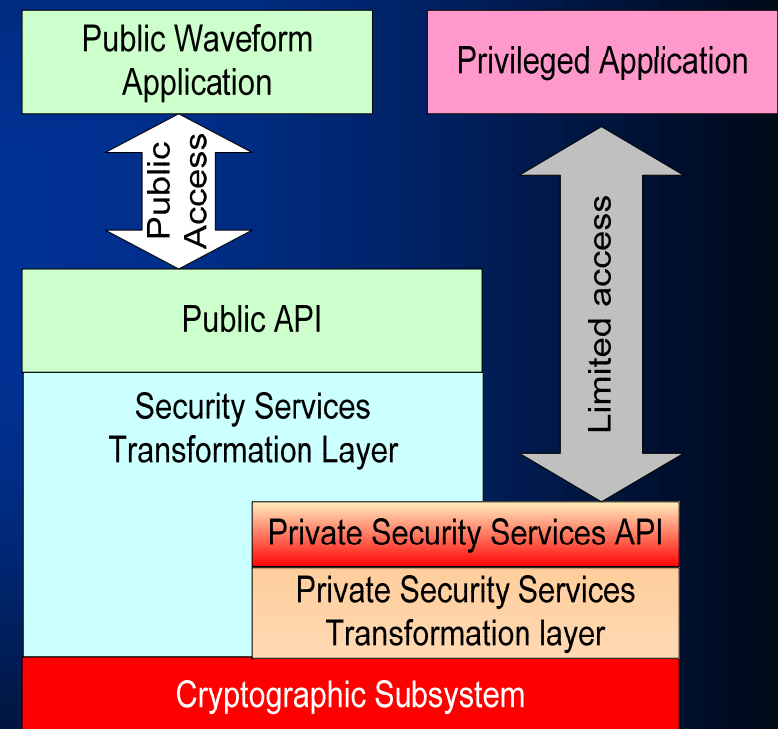 Public Waveform
Application
Privileged Application
Public
Access
Limited access
Public API
Security Services
Transformation Layer
Private Security Services API
Private Security Services
Transformation layer
Cryptographic Subsystem